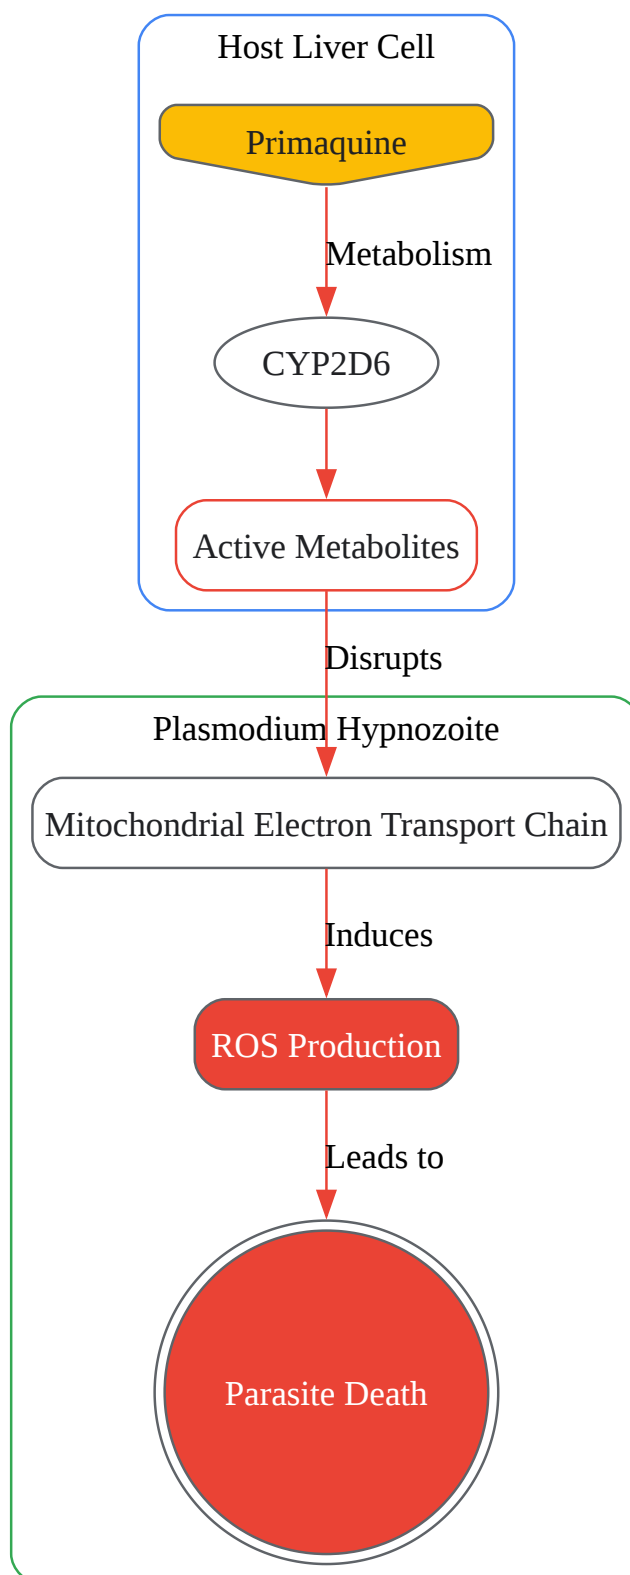 Host Liver Cell
Primaquine
Metabolism
CYP2D6
Active Metabolites
Disrupts
Plasmodium Hypnozoite
Mitochondrial Electron Transport Chain
Induces
ROS Production
Leads to
Parasite Death